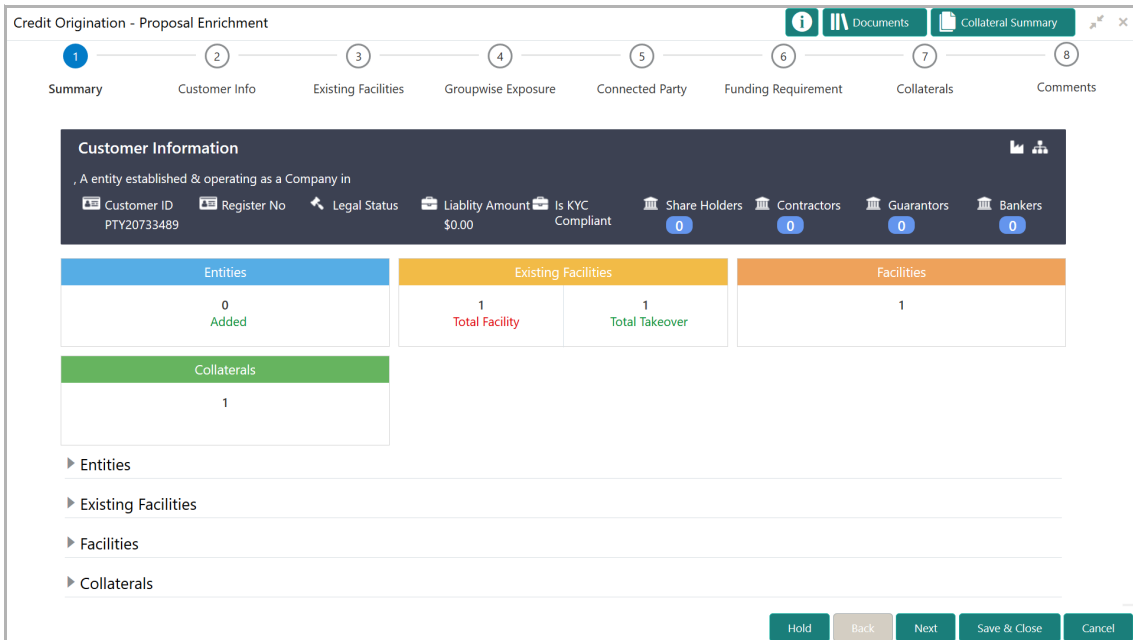 Credit Origination - Proposal Enrichment
Documents
Collateral Summary
1 2 3 4 5 6 7 8
Summary Customer Info Existing Facilities Groupwise Exposure Connected Party Funding Requirement Collaterals Comments
Customer Information
, A entity established & operating as a Company in
Customer ID Register No Legal Status Liablity Amount Is KYC Share Holders Contractors Guarantors Bankers
PTY20733489 $0.00 Compliant 0 0 0 0
Entities Existing Facilities Facilities
0 1 1 1
Added Total Facility Total Takeover
Collaterals
1
Entities
Existing Facilities
Facilities
Collaterals
Hold Back Next Save & Close Cancel